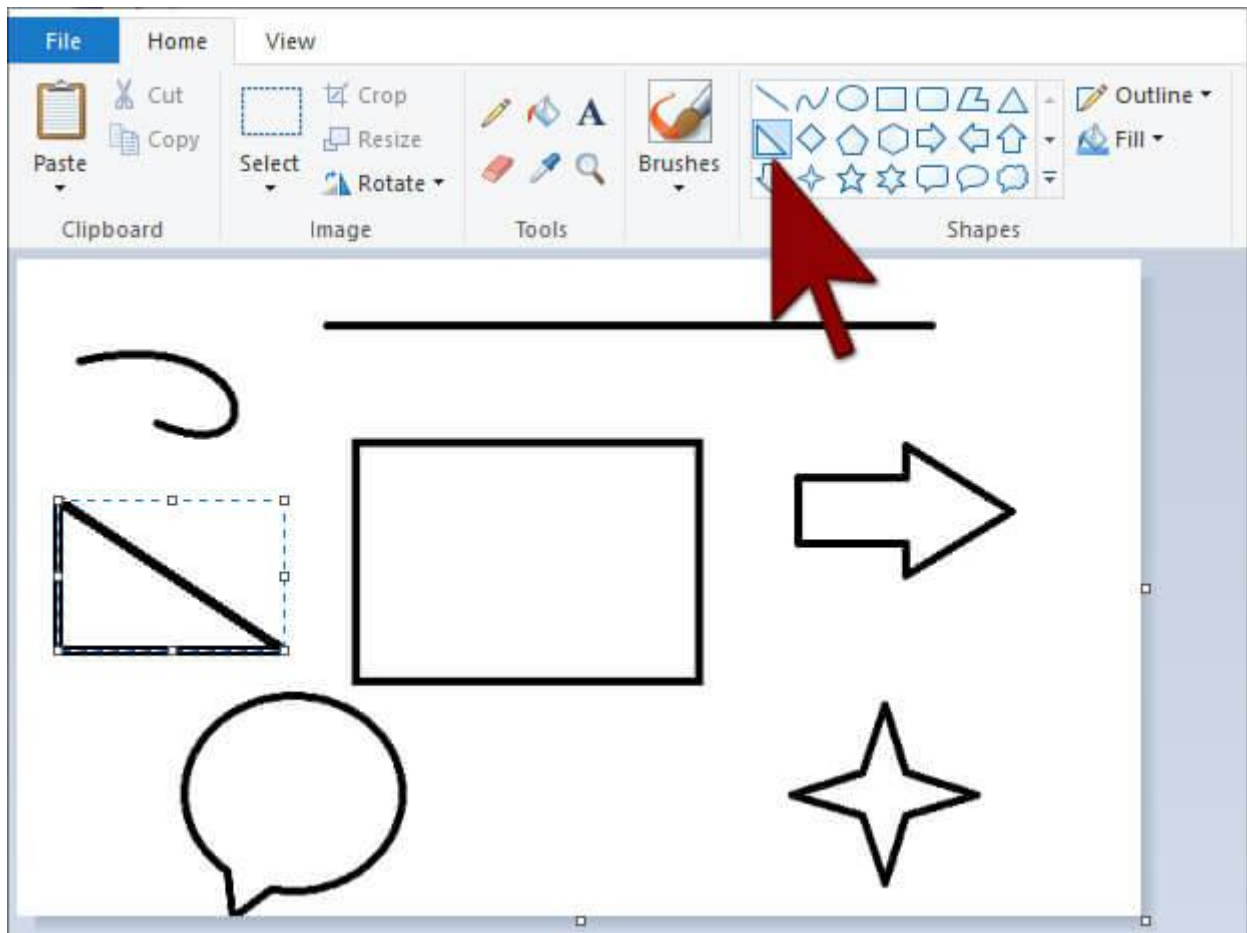 File Home View
Paste
Cut
Copy
Clipboard
Select
Crop
Resize
Rotate
Image
A
Tools
Brushes
Outline
Fill
Shapes